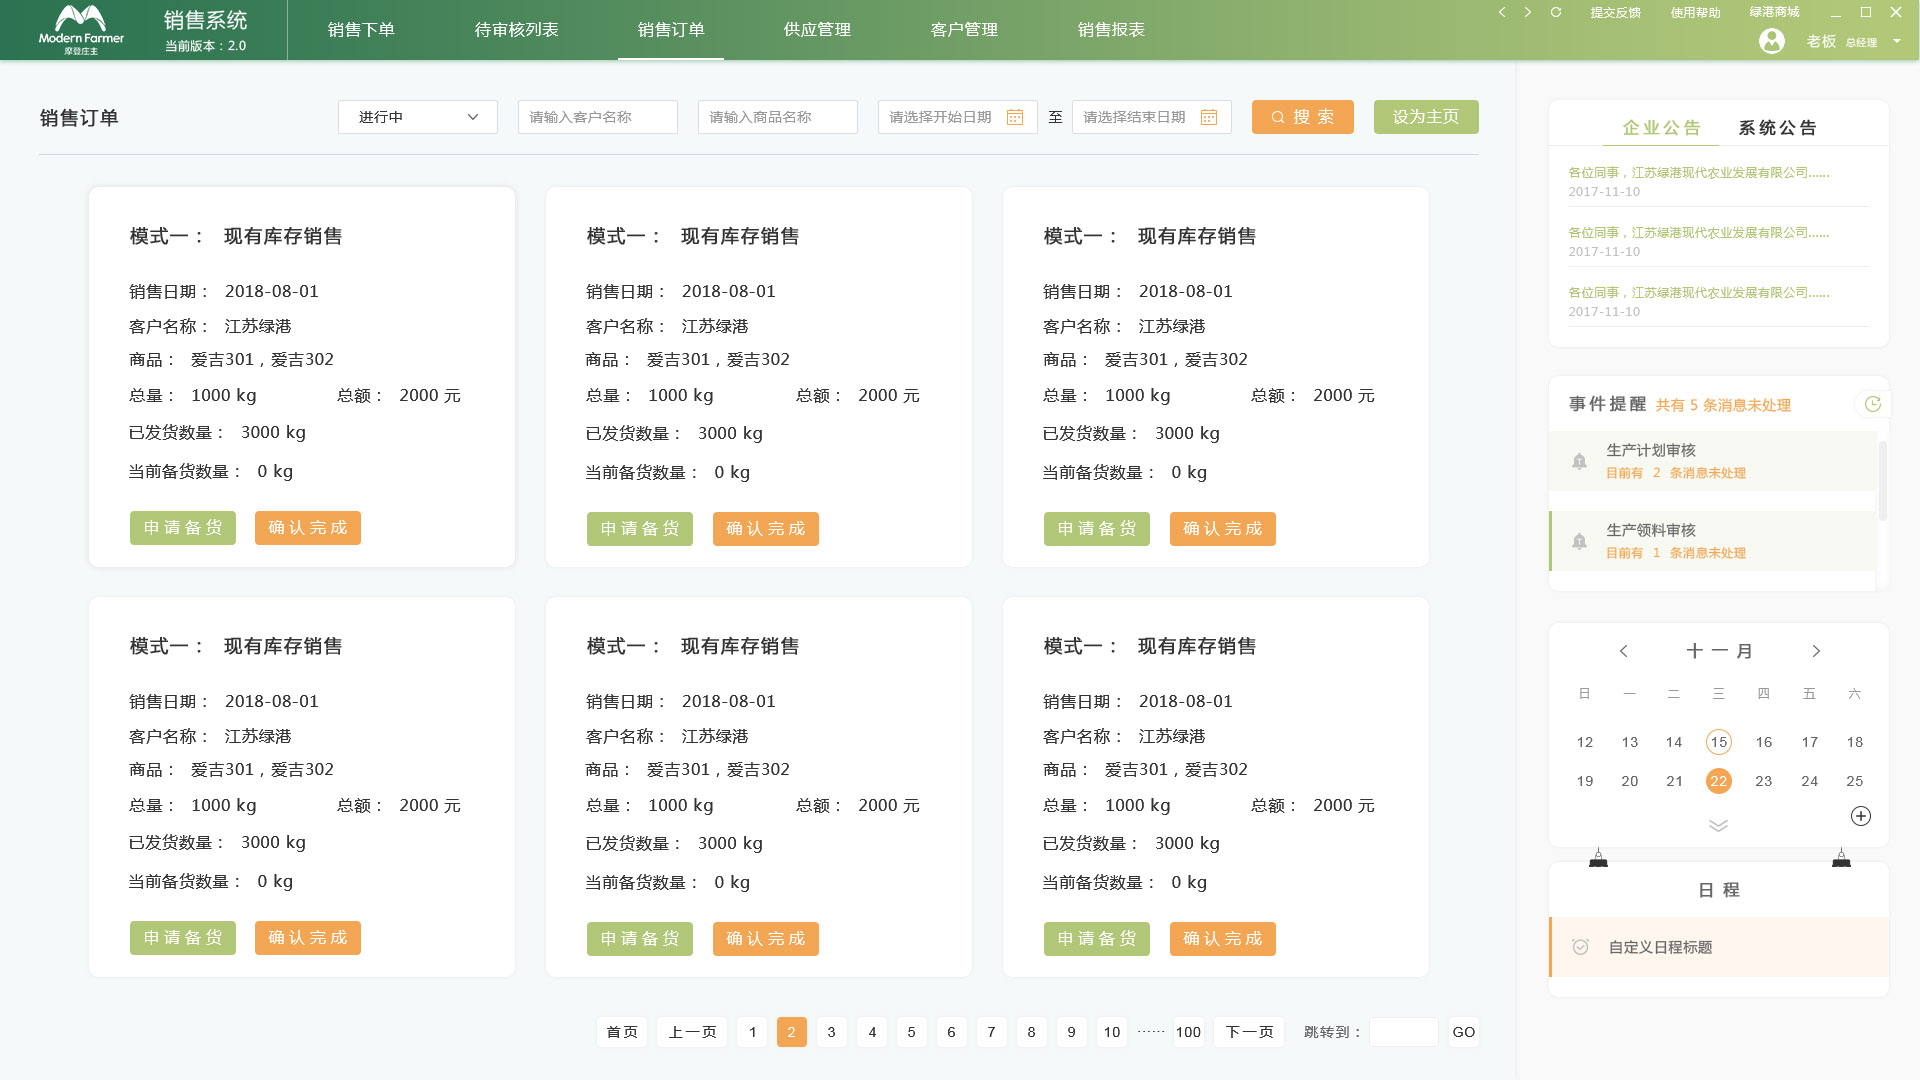 Modern Farmer
摩登庄主
销售系统
当前版本：2.0
销售下单 待审核列表 销售订单 供应管理 客户管理 销售报表
提交反馈 使用帮助 绿港商城
老板 总经理
销售订单
进行中 请输入客户名称 请输入商品名称 请选择开始日期 至 请选择结束日期 搜 索 设为主页
模式一： 现有库存销售
销售日期： 2018-08-01
客户名称： 江苏绿港
商品： 爱吉301，爱吉302
总量： 1000 kg 总额： 2000 元
已发货数量： 3000 kg
当前备货数量： 0 kg
申请备货 确认完成
模式一： 现有库存销售
销售日期： 2018-08-01
客户名称： 江苏绿港
商品： 爱吉301，爱吉302
总量： 1000 kg 总额： 2000 元
已发货数量： 3000 kg
当前备货数量： 0 kg
申请备货 确认完成
模式一： 现有库存销售
销售日期： 2018-08-01
客户名称： 江苏绿港
商品： 爱吉301，爱吉302
总量： 1000 kg 总额： 2000 元
已发货数量： 3000 kg
当前备货数量： 0 kg
申请备货 确认完成
模式一： 现有库存销售
销售日期： 2018-08-01
客户名称： 江苏绿港
商品： 爱吉301，爱吉302
总量： 1000 kg 总额： 2000 元
已发货数量： 3000 kg
当前备货数量： 0 kg
申请备货 确认完成
模式一： 现有库存销售
销售日期： 2018-08-01
客户名称： 江苏绿港
商品： 爱吉301，爱吉302
总量： 1000 kg 总额： 2000 元
已发货数量： 3000 kg
当前备货数量： 0 kg
申请备货 确认完成
模式一： 现有库存销售
销售日期： 2018-08-01
客户名称： 江苏绿港
商品： 爱吉301，爱吉302
总量： 1000 kg 总额： 2000 元
已发货数量： 3000 kg
当前备货数量： 0 kg
申请备货 确认完成
首页 上一页 1 2 3 4 5 6 7 8 9 10 ······ 100 下一页 跳转到： GO
企业公告 系统公告
各位同事，江苏绿港现代农业发展有限公司......
2017-11-10
各位同事，江苏绿港现代农业发展有限公司......
2017-11-10
各位同事，江苏绿港现代农业发展有限公司......
2017-11-10
事件提醒 共有 5 条消息未处理
生产计划审核
目前有 2 条消息未处理
生产领料审核
目前有 1 条消息未处理
十一月
日 一 二 三 四 五 六
12 13 14 15 16 17 18
19 20 21 22 23 24 25
日 程
自定义日程标题